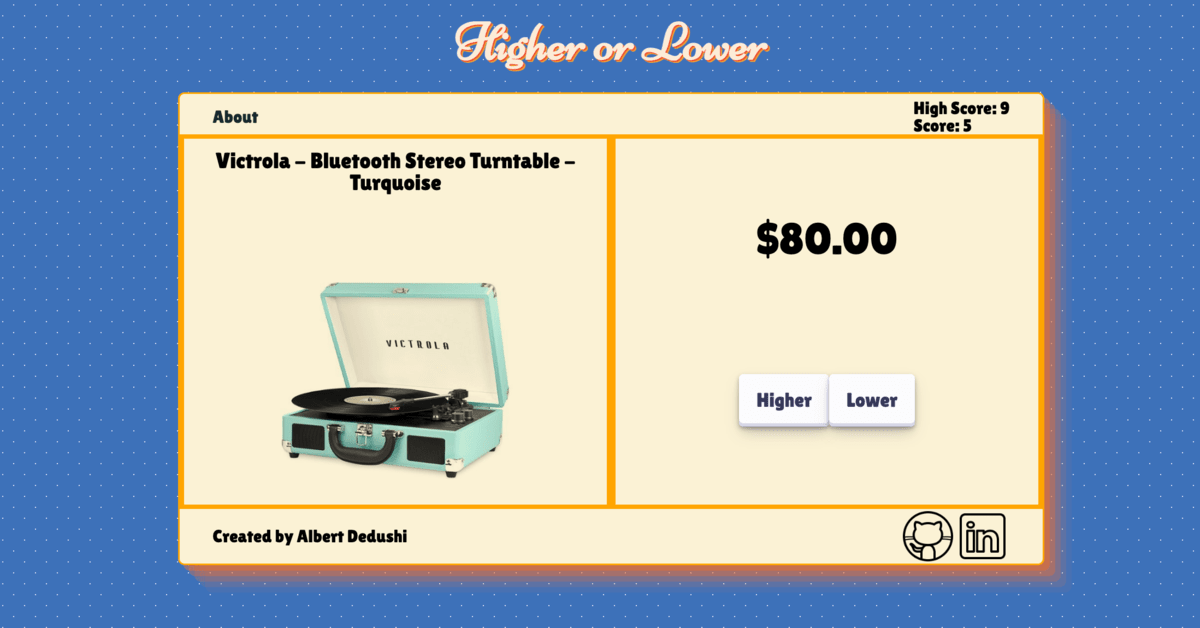 Higher or Lower
About
High Score: 9
Score: 5
Victrola - Bluetooth Stereo Turntable -
Turquoise
VICTROLA
$80.00
Higher
Lower
Created by Albert Dedushi
in